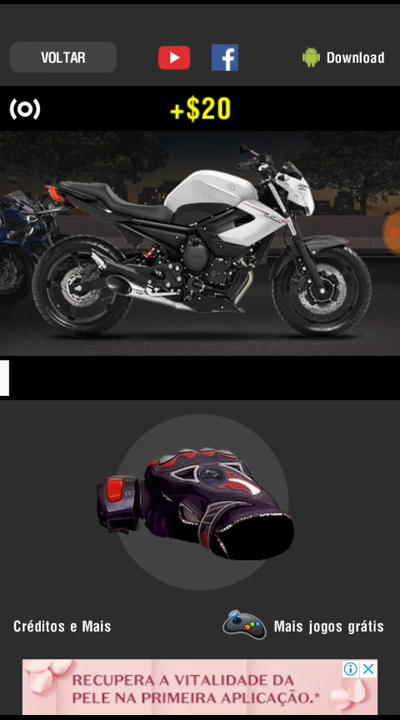 VOLTAR
Download
+$20
Créditos e Mais
Mais jogos grátis
RECUPERA A VITALIDADE DA
PELE NA PRIMEIRA APLICAÇÃO.*